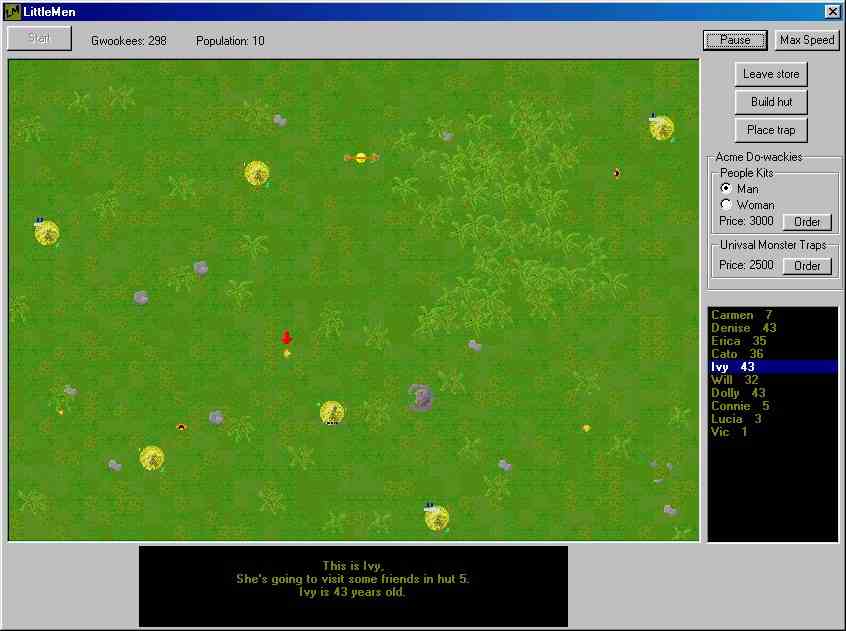 LM LittleMen
Start Gwookees: 298 Population: 10 Pause Max Speed
Leave store
Build hut
Place trap
Acme Do-wackies
People Kits
Man
Woman
Price: 3000 Order
Univsal Monster Traps
Price: 2500 Order
Carmen 7
Denise 43
Erica 35
Cato 36
Ivy 43
Will 32
Dolly 43
Connie 5
Lucia 3
Vic 1
This is Ivy,
She's going to visit some friends in hut 5.
Ivy is 43 years old.